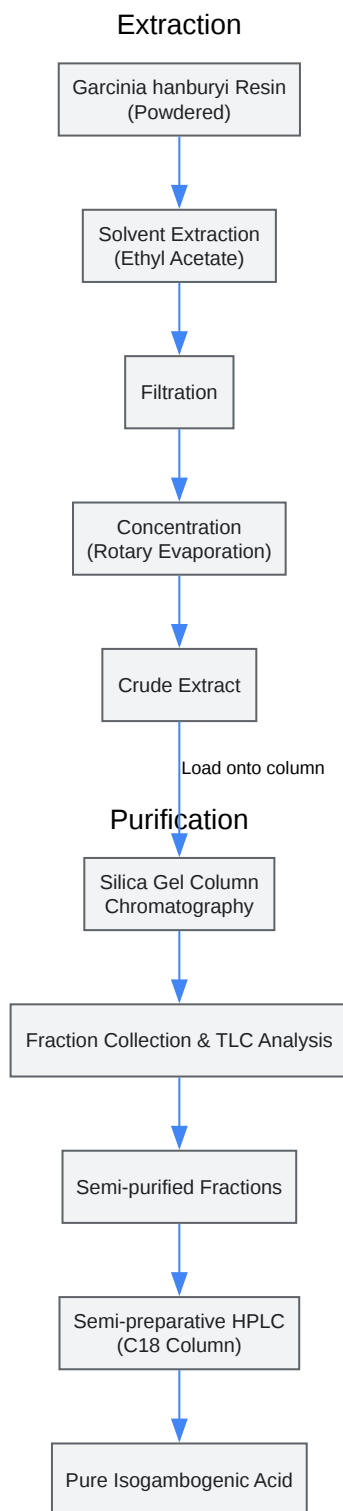 Extraction
Garcinia hanburyi Resin
(Powdered)
Solvent Extraction
(Ethyl Acetate)
Filtration
Concentration
(Rotary Evaporation)
Crude Extract
Load onto column
Purification
Silica Gel Column
Chromatography
Fraction Collection & TLC Analysis
Semi-purified Fractions
Semi-preparative HPLC
(C18 Column)
Pure Isogambogenic Acid